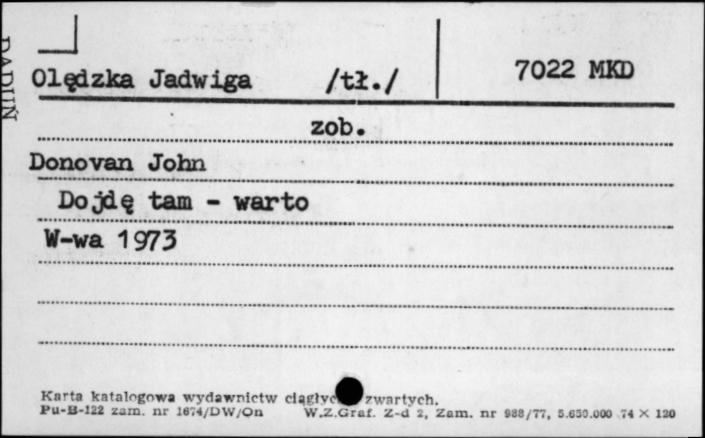 Olędzka Jadwiga /tł./ 7022 MKD
zob.
Donovan John
Dojdę tam - warto
W-wa 1973
Karta katalogowa wydawnictw zwartych.
Pu-B-122 zam. nr 1674/DW/On W.Z.Graf. Z-d 2, Zam. nr 988/77, 5.650.000 74 X 120